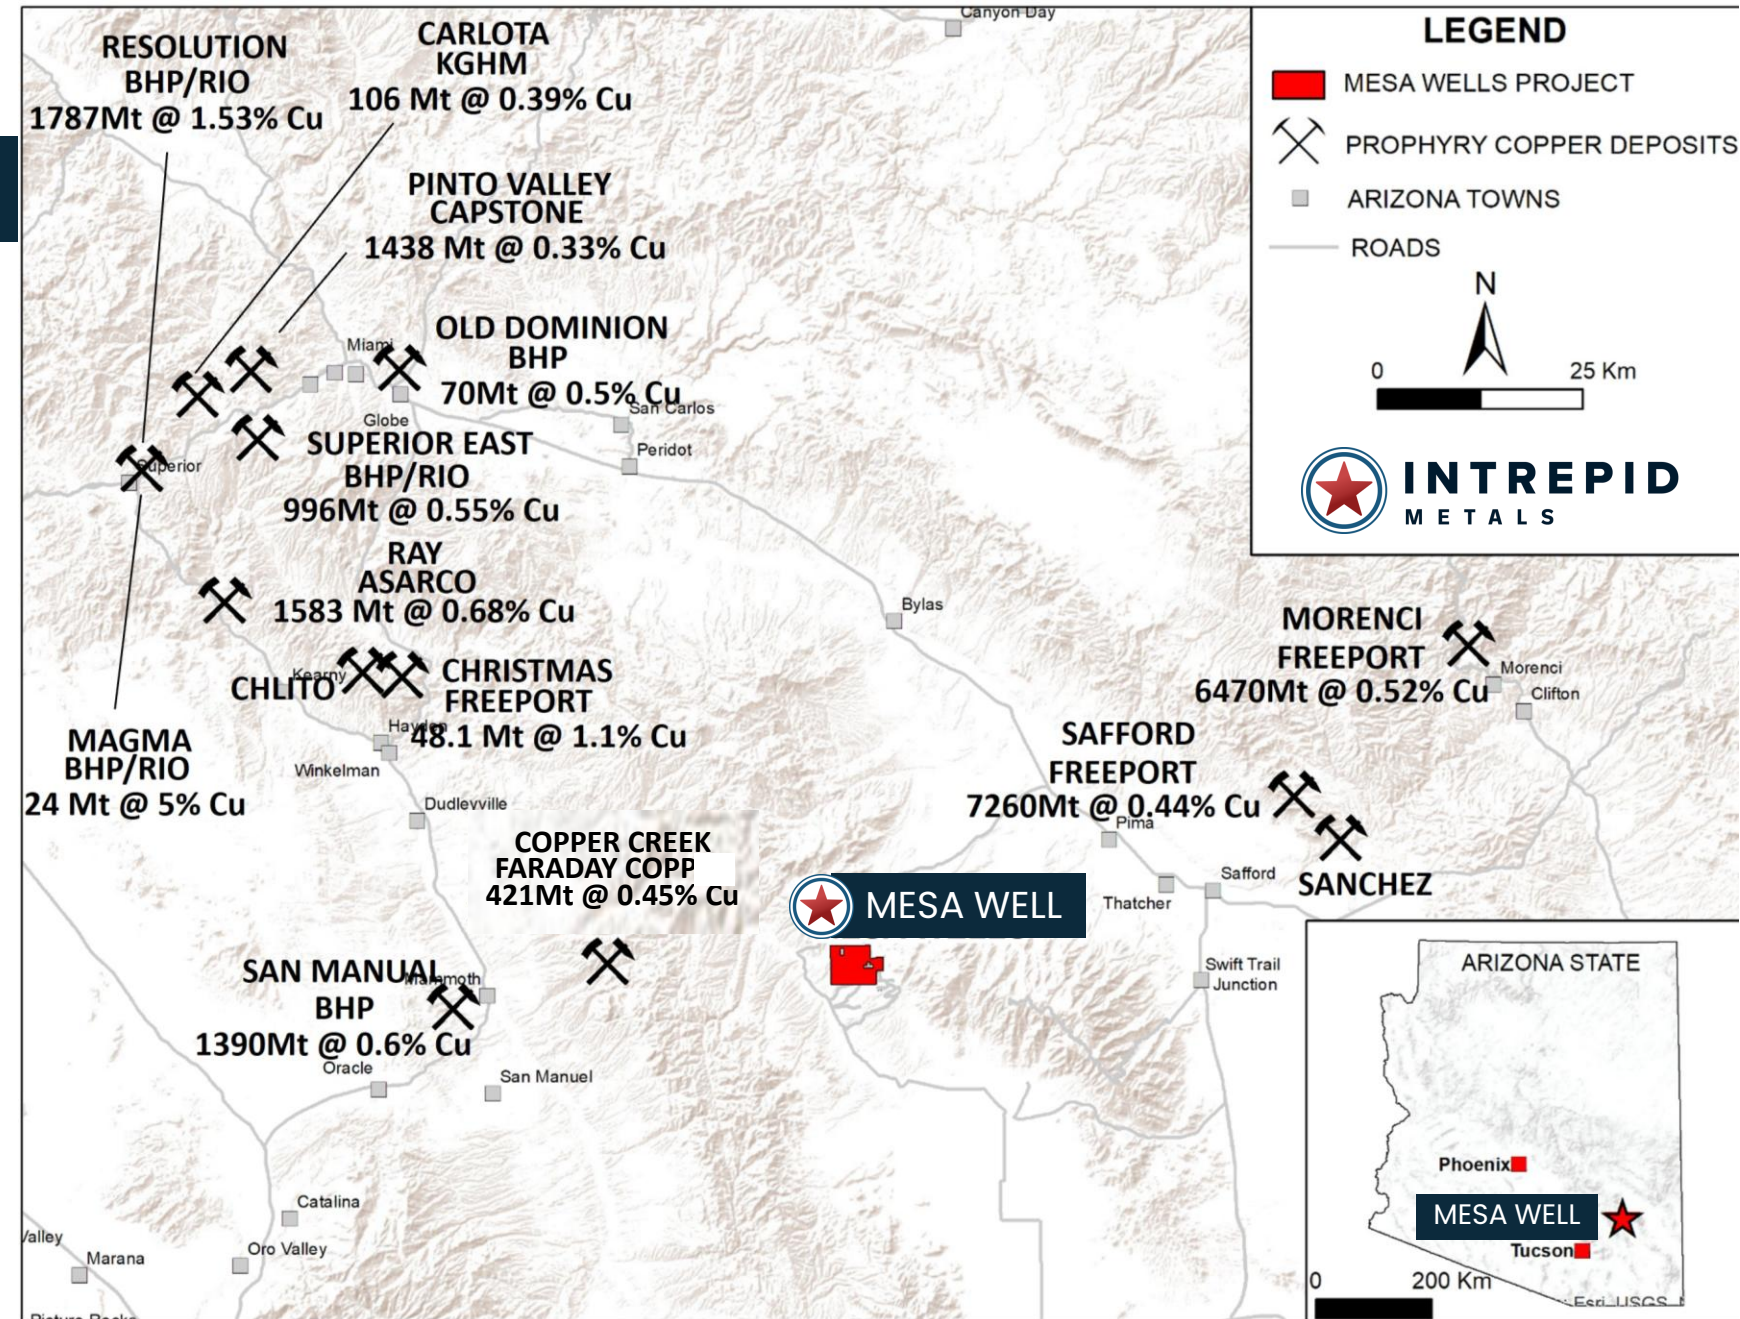 RESOLUTION
BHP/RIO
1787Mt @ 1.53% Cu
CARLOTA
KGHM
106 Mt @ 0.39% Cu
PINTO VALLEY
CAPSTONE
1438 Mt @ 0.33% Cu
Canyon Day
LEGEND
MESA WELLS PROJECT
PROPHYRY COPPER DEPOSITS
ARIZONA TOWNS
ROADS
N
0 25 Km
INTREPID
METALS
Miami
OLD DOMINION
BHP
70Mt @ 0.5% Cu
Globe
San Carlos
Peridot
Superior
SUPERIOR EAST
BHP/RIO
996Mt @ 0.55% Cu
RAY
ASARCO
1583 Mt @ 0.68% Cu
Bylas
Kearny
CHLITO
CHRISTMAS
FREEPORT
48.1 Mt @ 1.1% Cu
Hayden
Winkelman
MAGMA
BHP/RIO
24 Mt @ 5% Cu
Dudleyville
MORENCI
FREEPORT
6470Mt @ 0.52% Cu
Morenci
Clifton
SAFFORD
FREEPORT
7260Mt @ 0.44% Cu
Pima
Thatcher
Safford
SANCHEZ
Swift Trail
Junction
COPPER CREEK
FARADAY COPP
421Mt @ 0.45% Cu
MESA WELL
SAN MANUAL
BHP
1390Mt @ 0.6% Cu
Mammoth
Oracle
San Manuel
Catalina
Oro Valley
Valley
Marana
ARIZONA STATE
Phoenix
MESA WELL
Tucson
0 200 Km